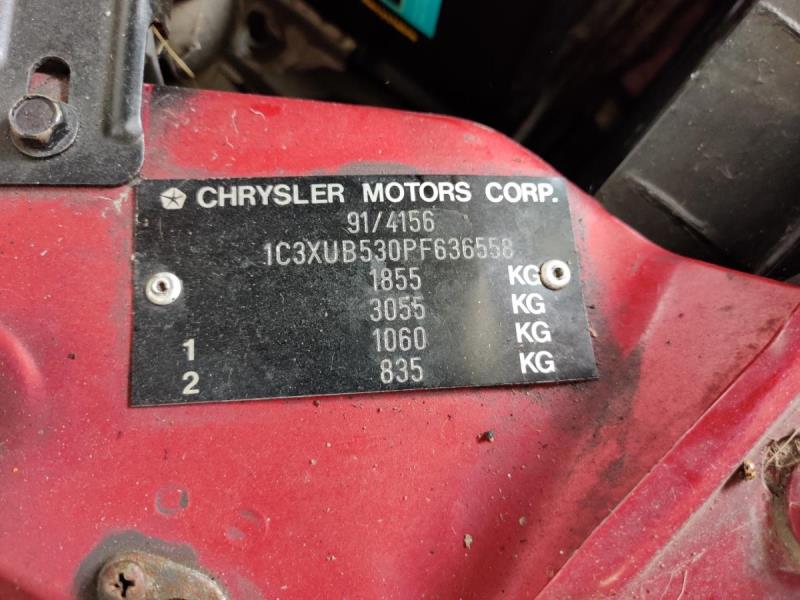 CHRYSLER MOTORS CORP.
91/4156
1C3XUB530PF636558
1855 KG
3055 KG
1 1060 KG
2 835 KG